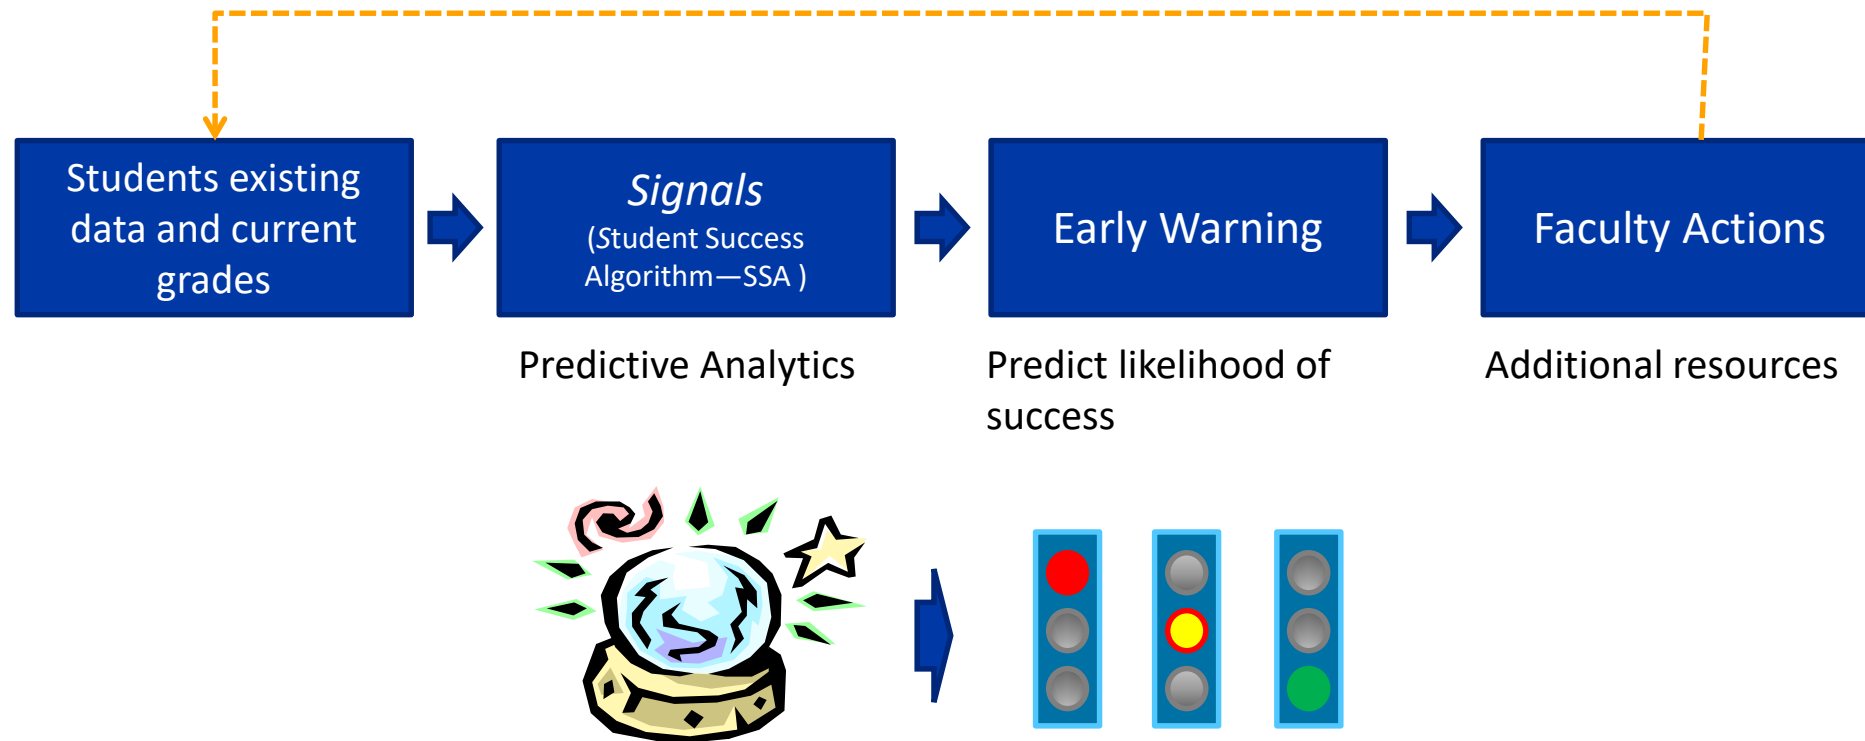 Students existing
data and current
grades
Signals
(Student Success
Algorithm—SSA )
Early Warning
Faculty Actions
Predictive Analytics
Predict likelihood of
success
Additional resources